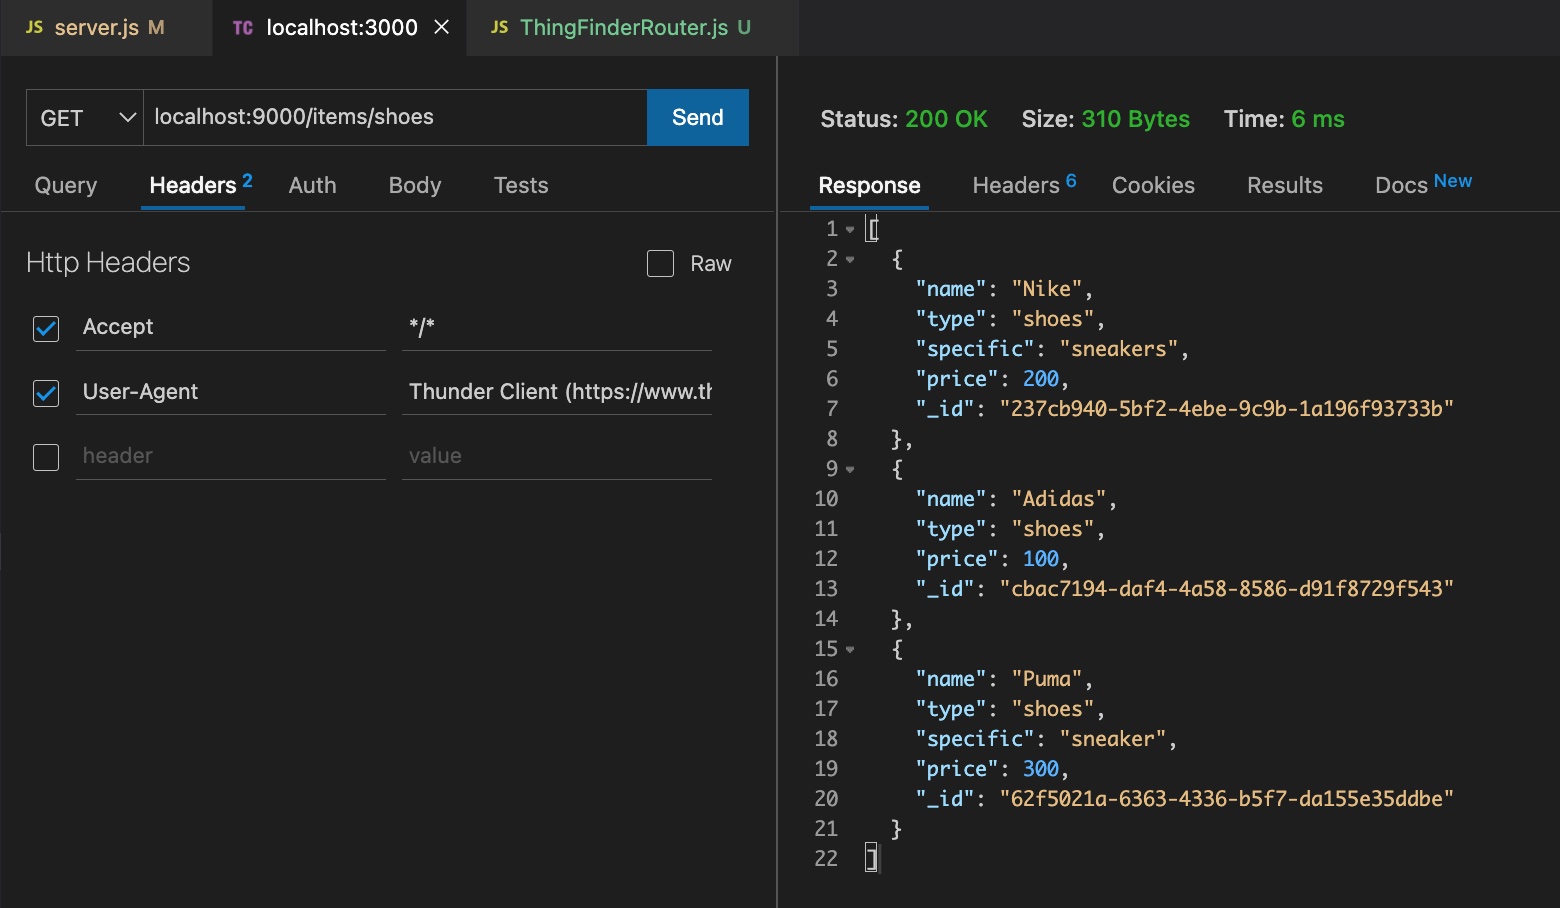 JS server.js M
TC localhost:3000
JS ThingFinderRouter.js U
GET localhost:9000/items/shoes Send
Query Headers 2 Auth Body Tests
Http Headers Raw
Accept */*
User-Agent Thunder Client (https://www.th
header value
Status: 200 OK Size: 310 Bytes Time: 6 ms
Response Headers 6 Cookies Results Docs New
1 [
2 {
3 "name": "Nike",
4 "type": "shoes",
5 "specific": "sneakers",
6 "price": 200,
7 "_id": "237cb940-5bf2-4ebe-9c9b-1a196f93733b"
8 },
9 {
10 "name": "Adidas",
11 "type": "shoes",
12 "price": 100,
13 "_id": "cbac7194-daf4-4a58-8586-d91f8729f543"
14 },
15 {
16 "name": "Puma",
17 "type": "shoes",
18 "specific": "sneaker",
19 "price": 300,
20 "_id": "62f5021a-6363-4336-b5f7-da155e35ddbe"
21 }
22 ]